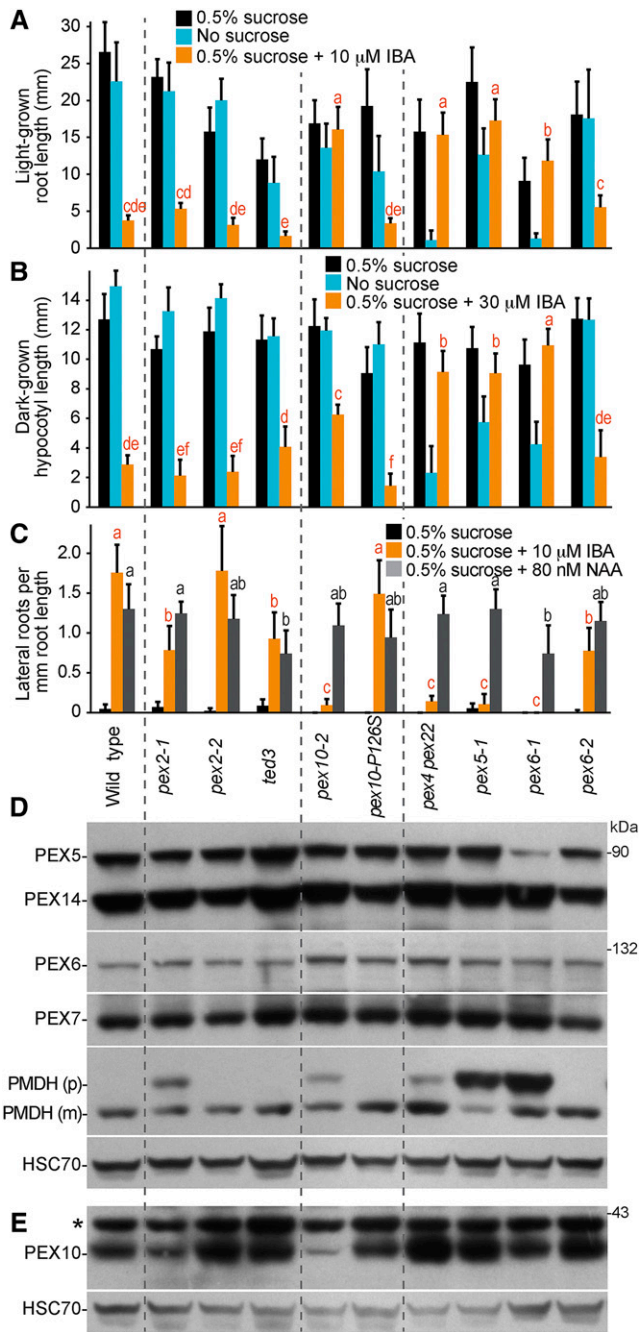 A
Light-grown
root length (mm)
30
25
20
15
10
5
0
0.5% sucrose
No sucrose
0.5% sucrose + 10 μM IBA
cde
cd
de
e
a
de
a
a
b
c
B
Dark-grown
hypocotyl length (mm)
14
12
10
8
6
4
2
0
0.5% sucrose
No sucrose
0.5% sucrose + 30 μM IBA
de
ef
ef
d
c
f
b
b
a
de
C
Lateral roots per
mm root length
2.0
1.5
1.0
0.5
0
0.5% sucrose
0.5% sucrose + 10 μM IBA
0.5% sucrose + 80 nM NAA
a
a
b
a
a
ab
b
b
c
ab
a
ab
c
a
c
a
c
b
b
ab
Wild type
pex2-1
pex2-2
ted3
pex10-2
pex10-P126S
pex4 pex22
pex5-1
pex6-1
pex6-2
D
kDa
PEX5-
-90
PEX14-
PEX6-
-132
PEX7-
PMDH (p)
PMDH (m)
HSC70-
E
*
-43
PEX10-
HSC70-